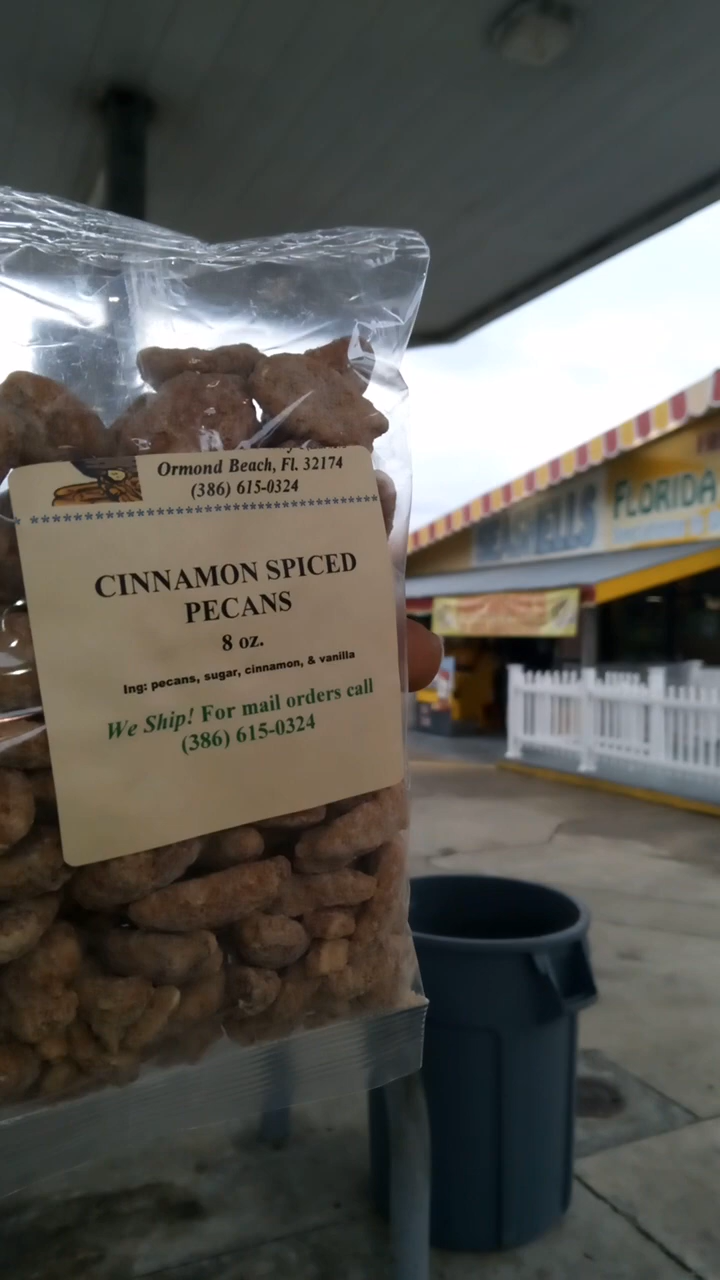 Ormond Beach, Fl. 32174
(386) 615-0324
CINNAMON SPICED
PECANS
8 oz.
Ing: pecans, sugar, cinnamon, & vanilla
We Ship! For mail orders call
(386) 615-0324
SEASHELLS
FLORIDA